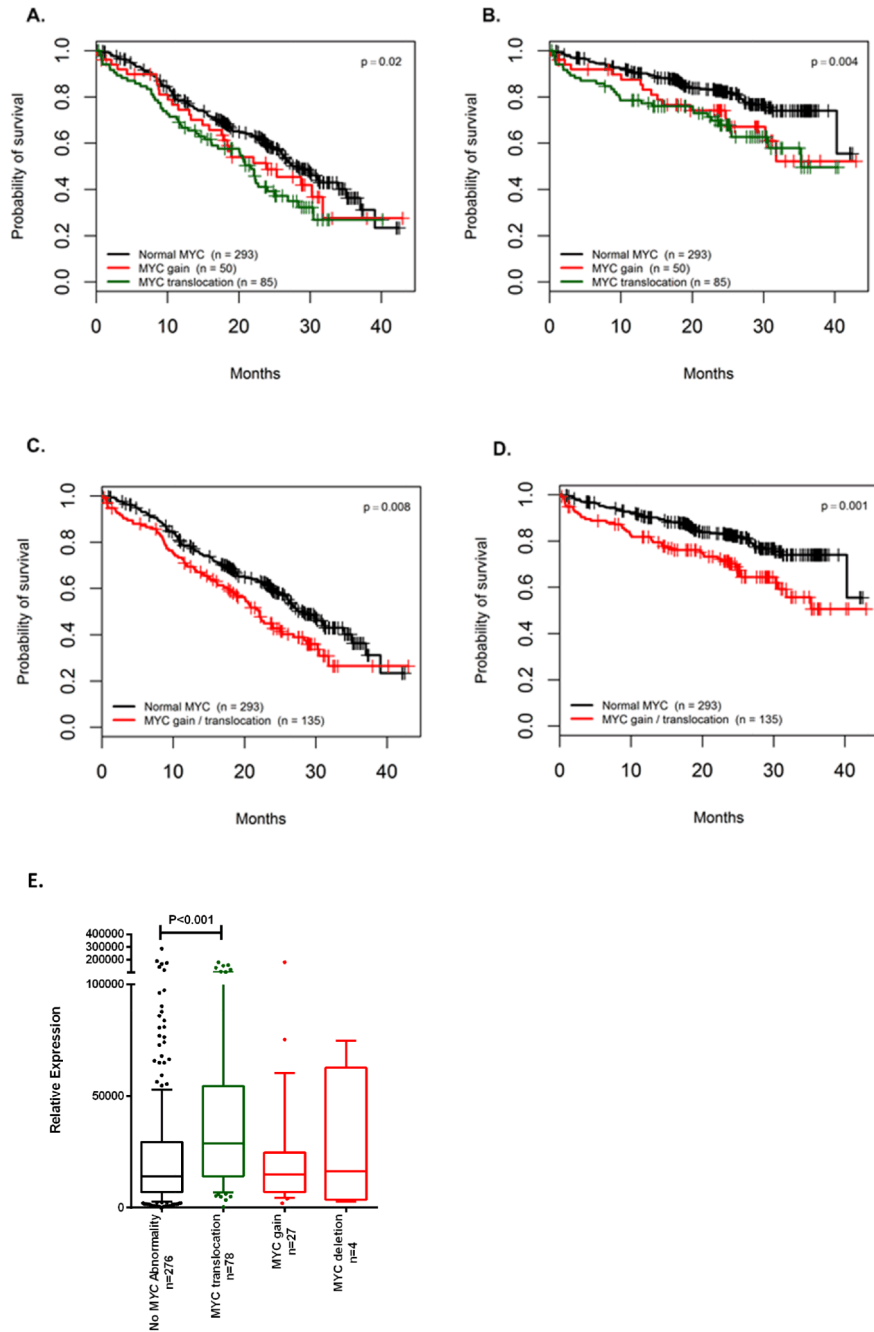 A.
p = 0.02
Probability of survival
1.0
0.8
0.6
0.4
0.2
0.0
Normal MYC (n = 293)
MYC gain (n = 50)
MYC translocation (n = 85)
0 10 20 30 40
Months
B.
p = 0.004
Probability of survival
1.0
0.8
0.6
0.4
0.2
0.0
Normal MYC (n = 293)
MYC gain (n = 50)
MYC translocation (n = 85)
0 10 20 30 40
Months
C.
p = 0.008
Probability of survival
1.0
0.8
0.6
0.4
0.2
0.0
Normal MYC (n = 293)
MYC gain / translocation (n = 135)
0 10 20 30 40
Months
D.
p = 0.001
Probability of survival
1.0
0.8
0.6
0.4
0.2
0.0
Normal MYC (n = 293)
MYC gain / translocation (n = 135)
0 10 20 30 40
Months
E.
P<0.001
Relative Expression
400000
300000
200000
100000
50000
0
No MYC Abnormality
n=276
MYC translocation
n=78
MYC gain
n=27
MYC deletion
n=4